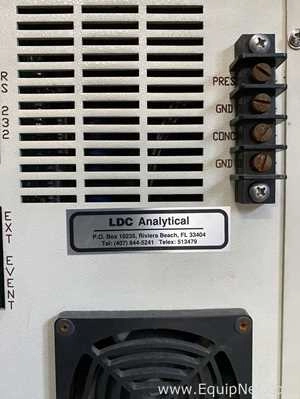 RS 232
PRES
GND
CONC
GND
LDC Analytical
P.O. Box 10235, Riviera Beach, FL 33404
Tel: (407) 844-5241 Telex: 513479
EXT EVENT
www.EquipNet.com